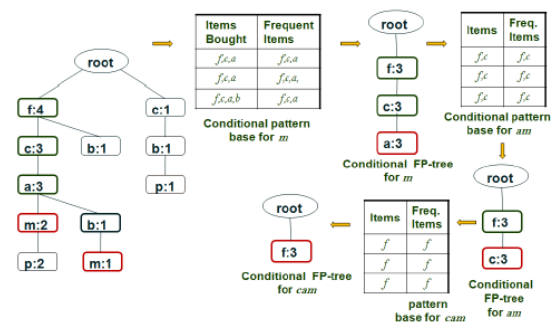 root
f:4
c:1
c:3
b:1
b:1
a:3
p:1
m:2
b:1
p:2
m:1
Items Bought
Frequent Items
f,c,a
f,c,a
f,c,a
f,c,a,
f,c,a,b
f,c,a
Conditional pattern
base for m
root
f:3
c:3
a:3
Conditional FP-tree
for m
Items
Freq. Items
f,c
f,c
f,c
f,c
f,c
f,c
Conditional pattern
base for am
root
f:3
c:3
Conditional
FP-tree
for am
Items
Freq. Items
f
f
f
f
f
f
pattern
base for cam
root
f:3
Conditional FP-tree
for cam